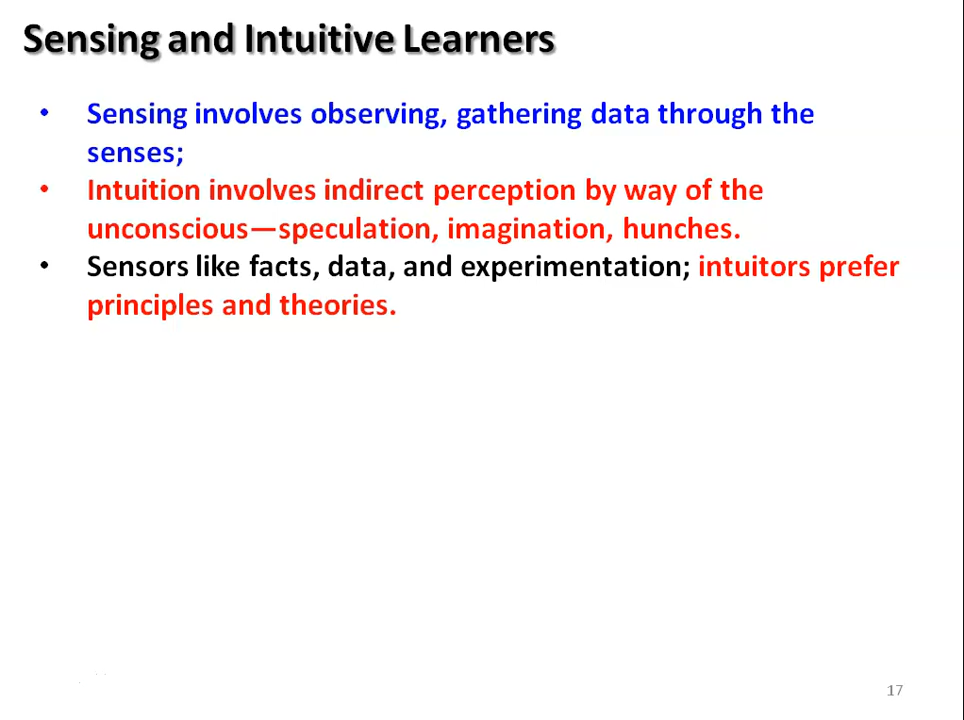 Sensing and Intuitive Learners
• Sensing involves observing, gathering data through the
senses;
• Intuition involves indirect perception by way of the
unconscious—speculation, imagination, hunches.
• Sensors like facts, data, and experimentation; intuitors prefer
principles and theories.
17